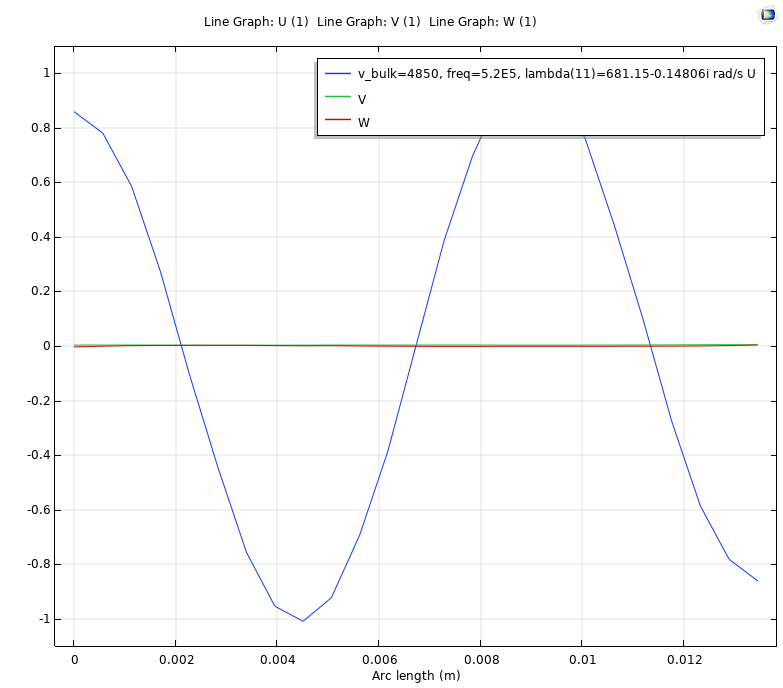 Line Graph: U (1)  Line Graph: V (1)  Line Graph: W (1)
v_bulk=4850, freq=5.2E5, lambda(11)=681.15-0.14806i rad/s U
V
W
1
0.8
0.6
0.4
0.2
0
-0.2
-0.4
-0.6
-0.8
-1
0 0.002 0.004 0.006 0.008 0.01 0.012
Arc length (m)